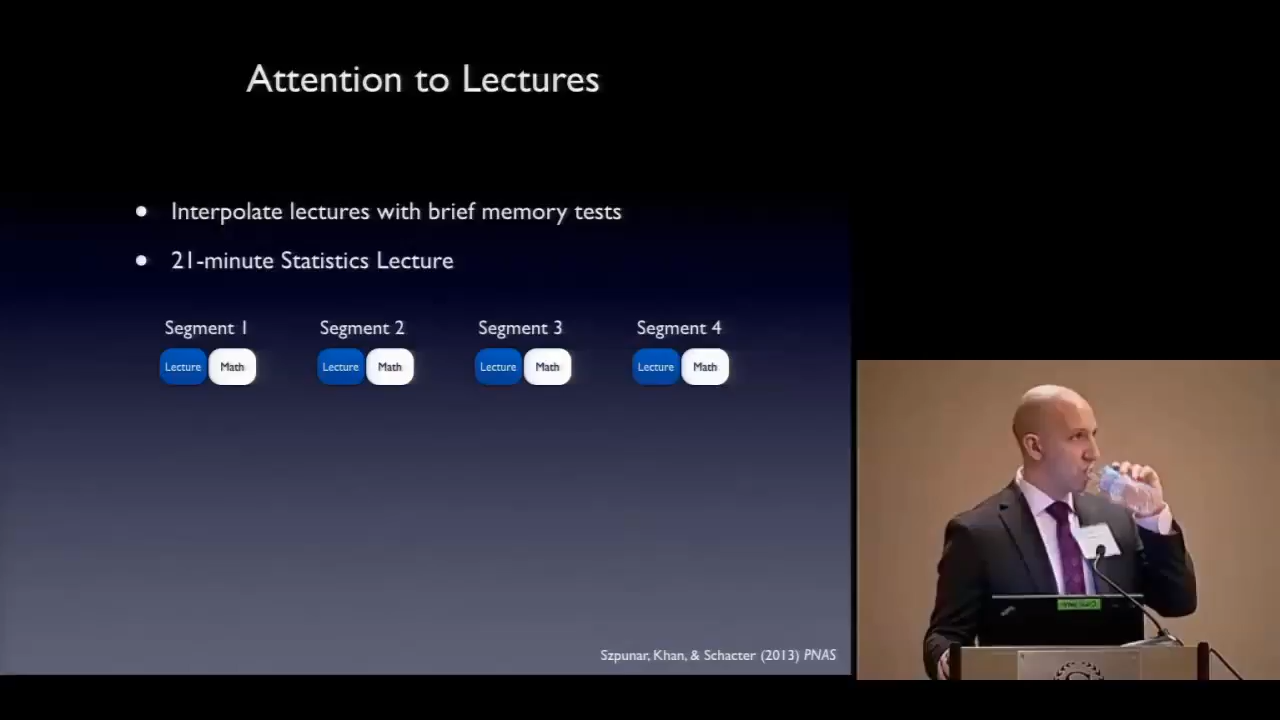 Attention to Lectures
Interpolate lectures with brief memory tests
21-minute Statistics Lecture
Segment 1 Segment 2 Segment 3 Segment 4
Lecture Math Lecture Math Lecture Math Lecture Math
Szpunar, Khan, & Schacter (2013) PNAS